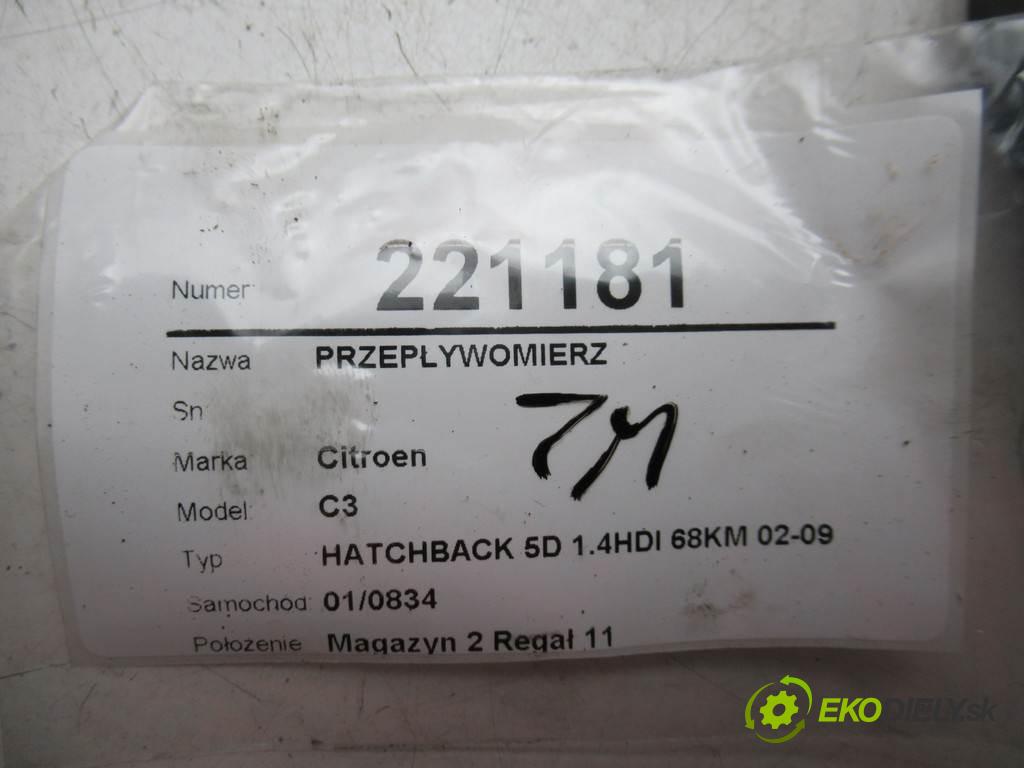 Numer 221181
Nazwa PRZEPŁYWOMIERZ
Sn
Marka Citroen
Model C3
Typ HATCHBACK 5D 1.4HDI 68KM 02-09
Samochód 01/0834
Położenie Magazyn 2 Regał 11
EKODIELY.sk